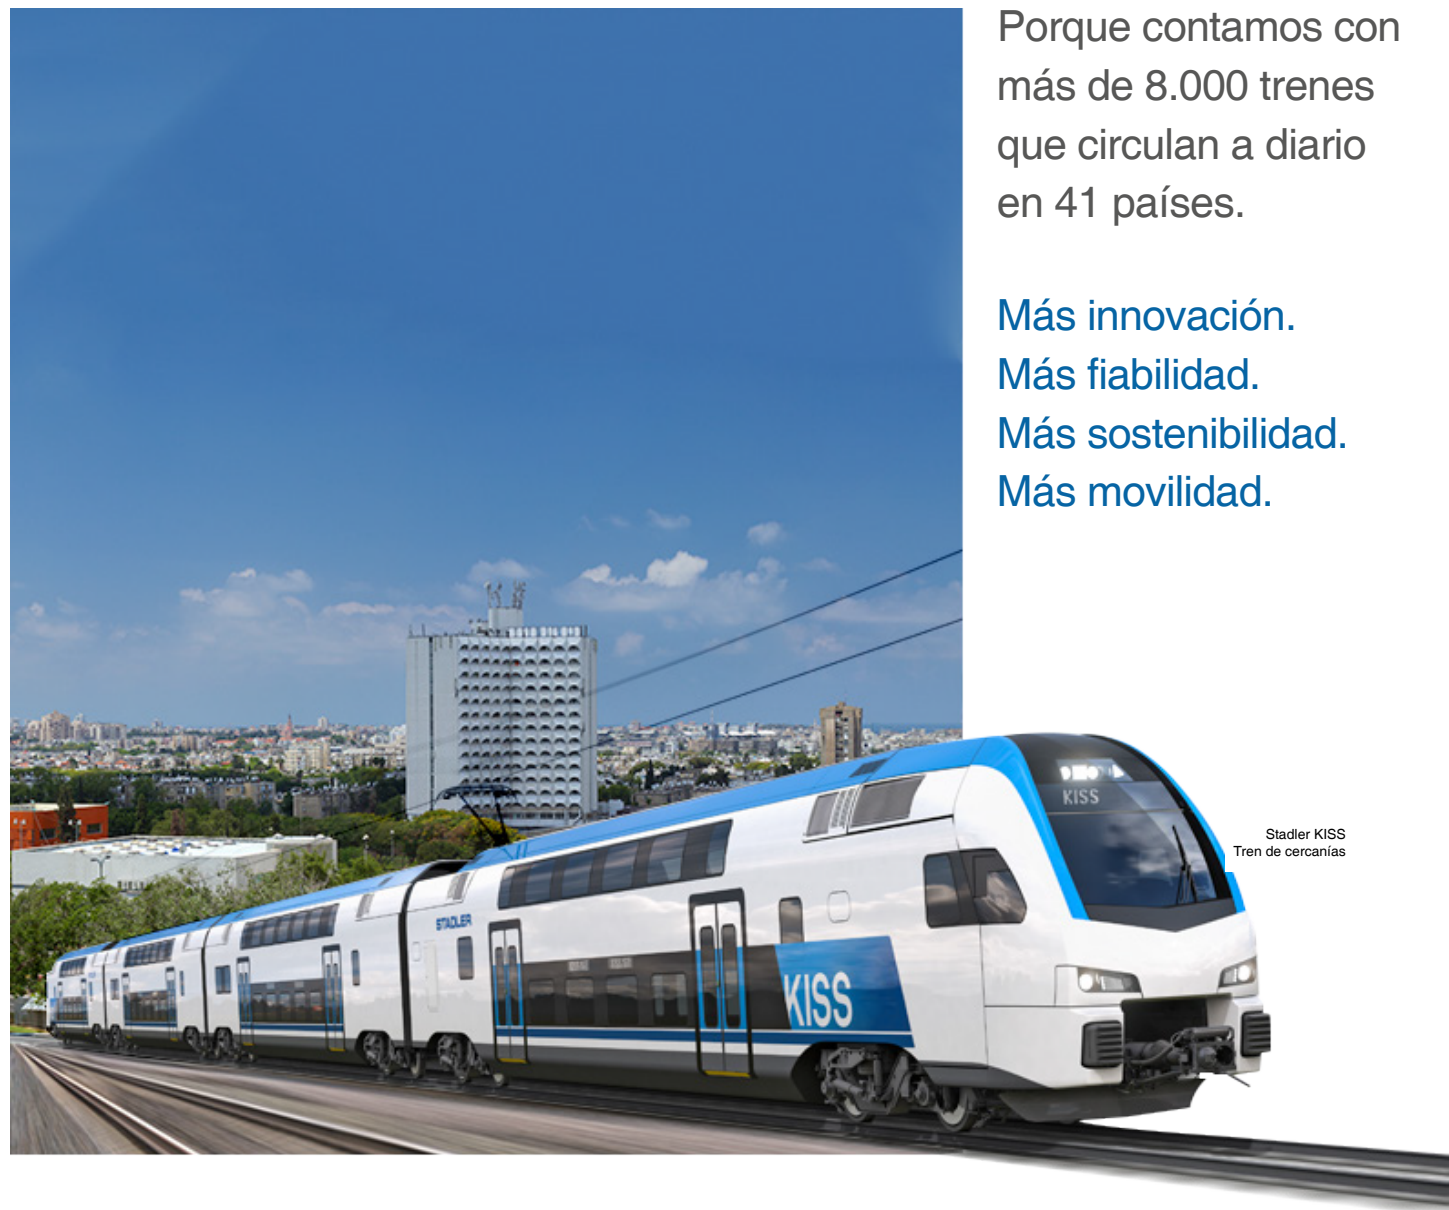 Porque contamos con
más de 8.000 trenes
que circulan a diario
en 41 países.
Más innovación.
Más fiabilidad.
Más sostenibilidad.
Más movilidad.
KISS
Stadler KISS
Tren de cercanías
STADLER
KISS